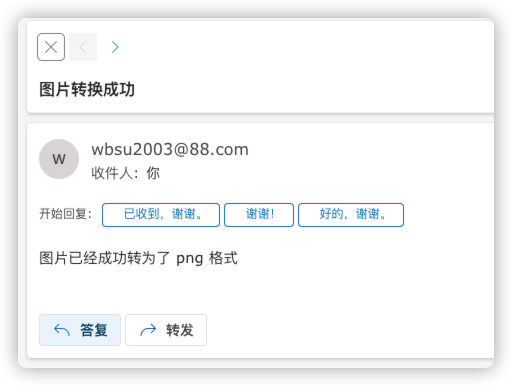 图片转换成功
W
wbsu2003@88.com
收件人：你
开始回复：
已收到，谢谢。
谢谢！
好的，谢谢。
图片已经成功转为了 png 格式
答复
转发